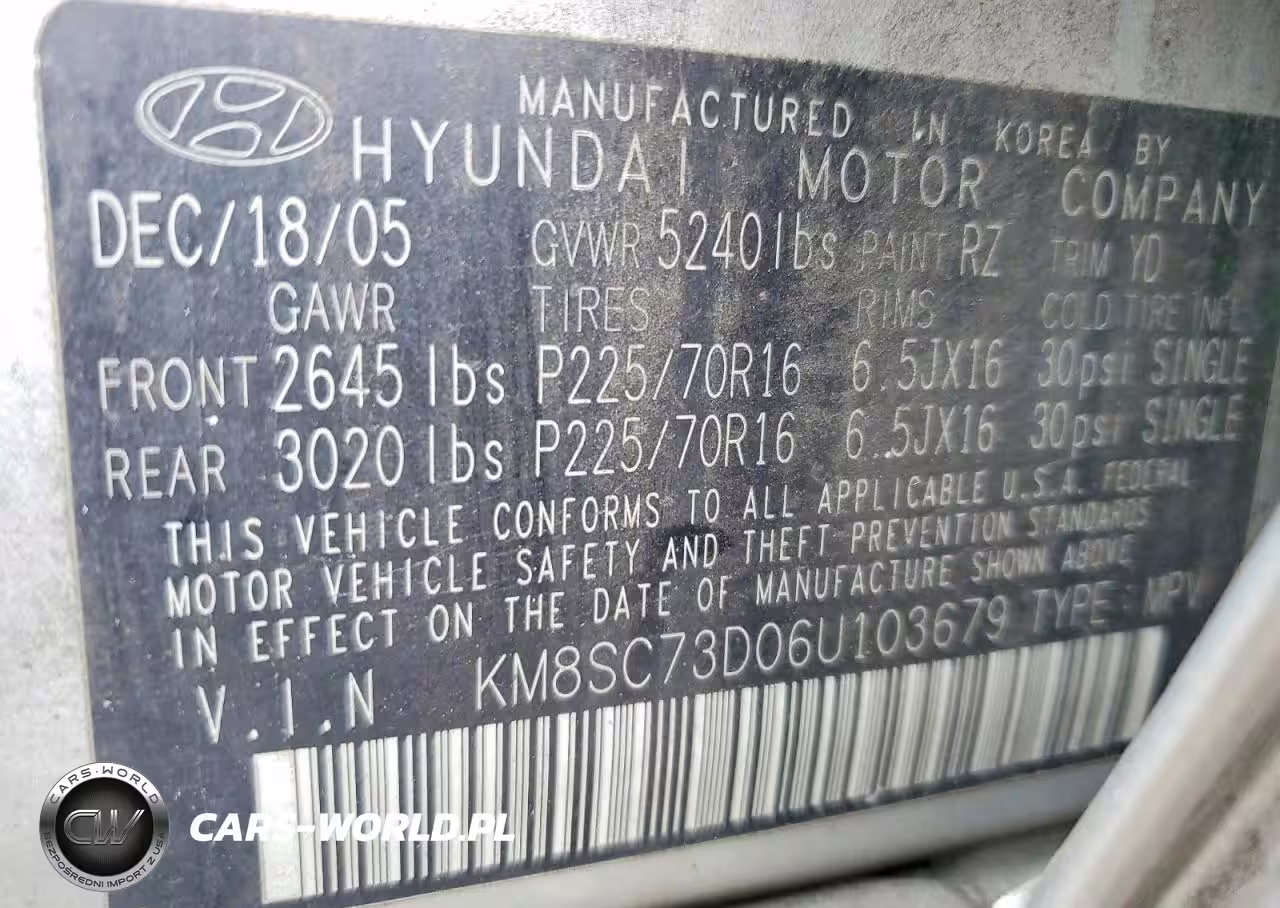 MANUFACTURED IN KOREA BY
HYUNDAI MOTOR COMPANY
DEC/18/05 GVWR 5240lbs PAINT RZ TRIM YD
GAWR TIRES RIMS COLD TIRE INFL.
FRONT 2645 lbs P225/70R16 6.5JX16 30psi SINGLE
REAR 3020 lbs P225/70R16 6.5JX16 30psi SINGLE
THIS VEHICLE CONFORMS TO ALL APPLICABLE U.S.A. FEDERAL
MOTOR VEHICLE SAFETY AND THEFT PREVENTION STANDARDS
IN EFFECT ON THE DATE OF MANUFACTURE SHOWN ABOVE
V.I.N KM8SC73D06U103679 TYPE : MPV
CARS-WORLD
CW
BEZPOŚREDNI IMPORT Z USA
CARS-WORLD.PL